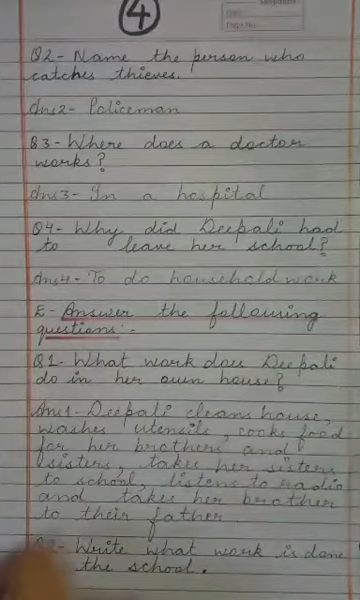 4
Q2- Name the person who
catches thieves.
Ans2- Policeman
Q3- Where does a doctor
works?
Ans3- In a hospital
Q4- Why did Deepali had
to leave her school?
Ans4- To do household work
E- Answer the following
questions:-
Q1- What work does Deepali
do in her own house?
Ans1- Deepali cleans house,
washes utensils, cooks food
for her brothers and
sisters, takes her sisters
to school, listens to radio
and takes her brother
to their father
Write what work is done
the school.